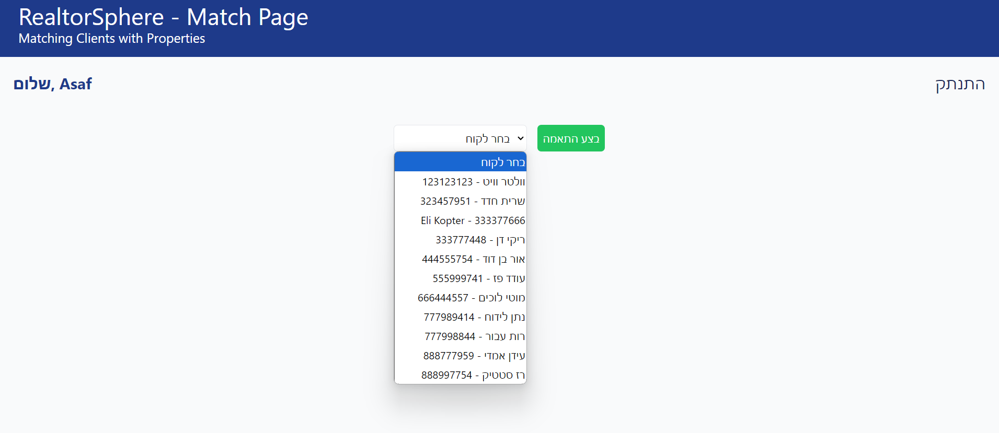 RealtorSphere - Match Page
Matching Clients with Properties
שלום, Asaf
התנתק
בחר לקוח
בצע התאמה
בחר לקוח
וולטר וויט - 123123123
שרית חדד - 323457951
Eli Kopter - 333377666
ריקי דן - 333777448
אור בן דוד - 444555754
עודד פז - 555999741
מוטי לוכים - 666444557
נתן לידוח - 777989414
רות עבור - 777998844
עידן אמדי - 888777959
רז סטטיק - 888997754